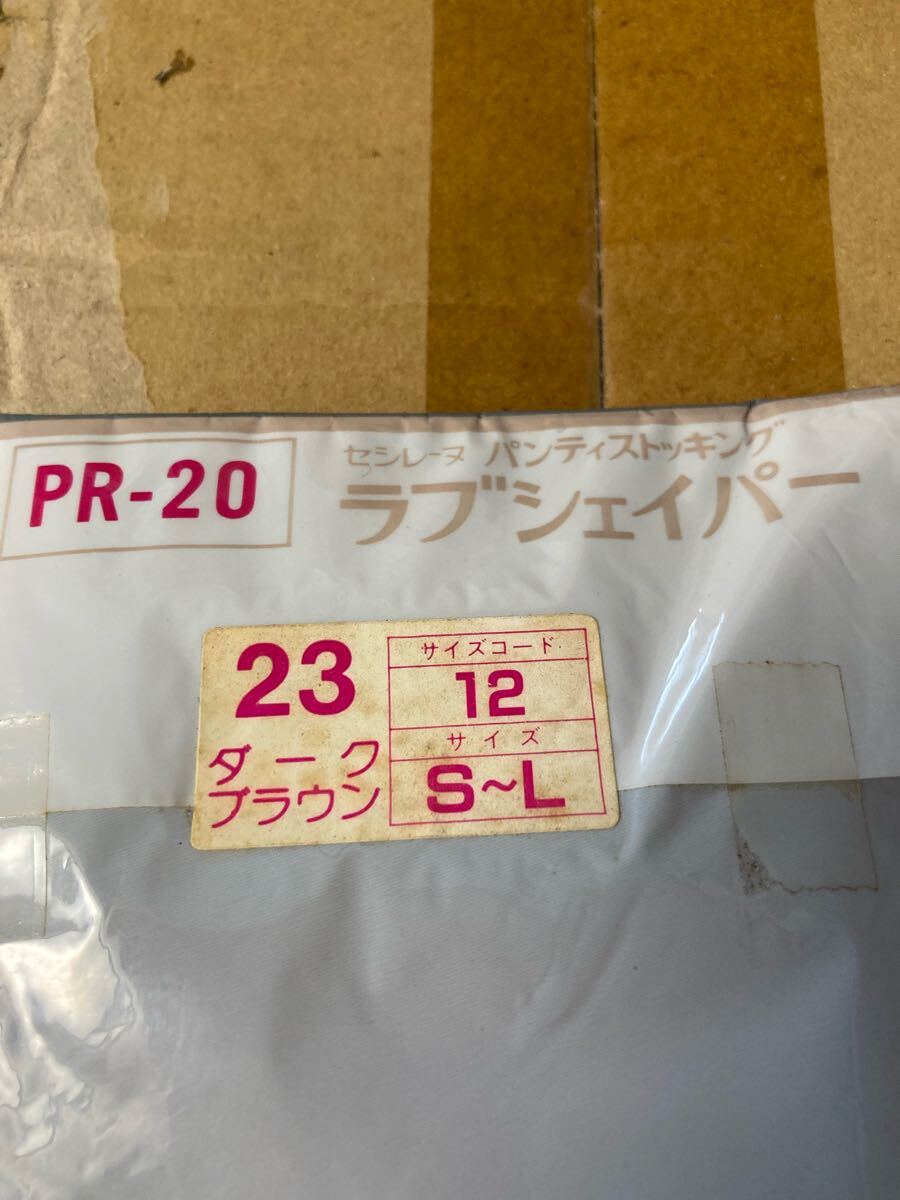 PR-20
セシレーヌ パンティストッキング
ラブシェイパー
23
ダーク
ブラウン
サイズコード
12
サイズ
S~L